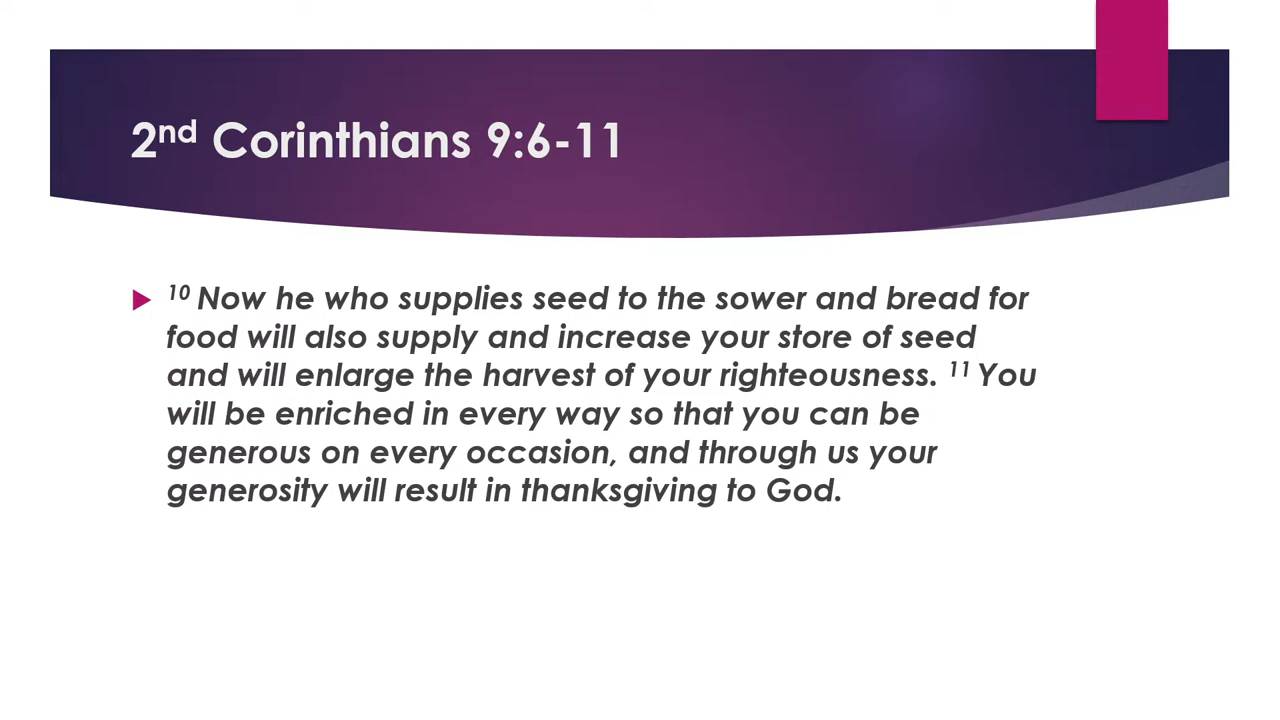 2nd Corinthians 9:6-11
10 Now he who supplies seed to the sower and bread for
food will also supply and increase your store of seed
and will enlarge the harvest of your righteousness. 11 You
will be enriched in every way so that you can be
generous on every occasion, and through us your
generosity will result in thanksgiving to God.